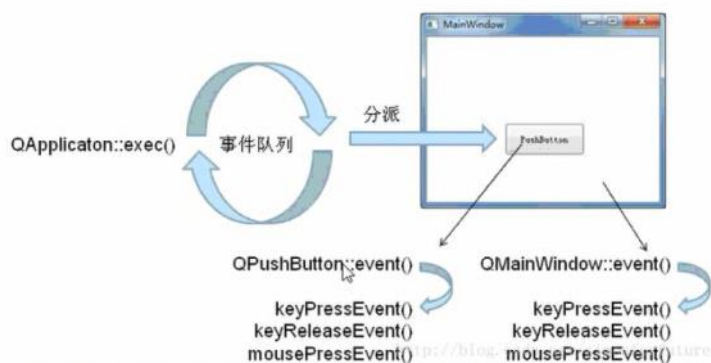 MainWindow
分派
QApplicaton::exec()
事件队列
PushButton
QPushButton::event()
QMainWindow::event()
keyPressEvent()
keyPressEvent()
keyReleaseEvent()
keyReleaseEvent()
mousePressEvent()
mousePressEvent()